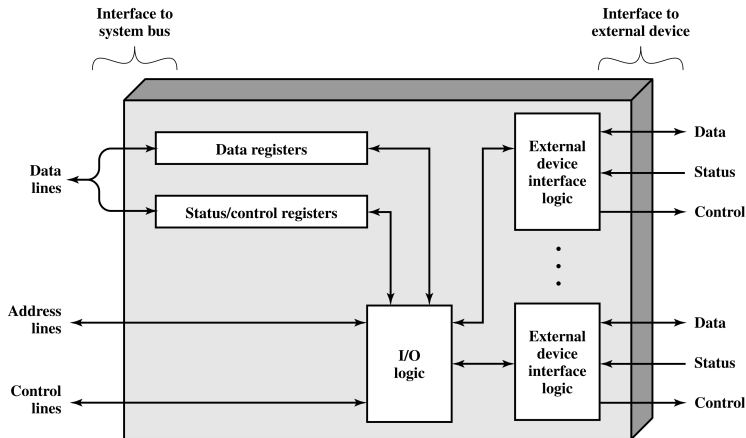 Interface to
system bus
Interface to
external device
Data
lines
Data registers
Status/control registers
External
device
interface
logic
Data
Status
Control
Address
lines
Control
lines
I/O
logic
External
device
interface
logic
Data
Status
Control